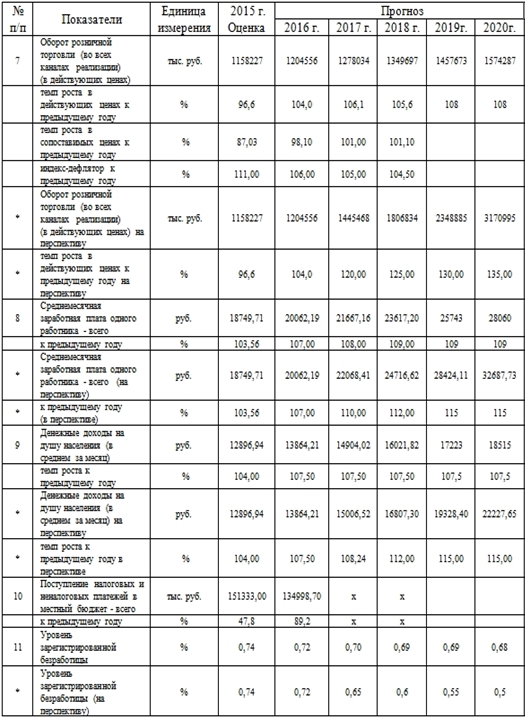 № Показатели Единица 2015 г. Прогноз
п/п измерения Оценка 2016 г. 2017 г. 2018 г. 2019г. 2020г.
7 Оборот розничной торговли (во всех каналах реализации) (в действующих ценах) тыс. руб. 1158227 1204556 1278034 1349697 1457673 1574287
темп роста в действующих ценах к предыдущему году % 96,6 104,0 106,1 105,6 108 108
темп роста в сопоставимых ценах к предыдущему году % 87,03 98,10 101,00 101,10
индекс-дефлятор к предыдущему году % 111,00 106,00 105,00 104,50
* Оборот розничной торговли (во всех каналах реализации) (в действующих ценах) на перспективу тыс. руб. 1158227 1204556 1445468 1806834 2348885 3170995
* темп роста в действующих ценах к предыдущему году на перспективу % 96,6 104,0 120,00 125,00 130,00 135,00
8 Среднемесячная заработная плата одного работника - всего руб. 18749,71 20062,19 21667,16 23617,20 25743 28060
к предыдущему году % 103,56 107,00 108,00 109,00 109 109
* Среднемесячная заработная плата одного работника - всего (на перспективу) руб. 18749,71 20062,19 22068,41 24716,62 28424,11 32687,73
* к предыдущему году (в перспективе) % 103,56 107,00 110,00 112,00 115 115
9 Денежные доходы на душу населения (в среднем за месяц) руб. 12896,94 13864,21 14904,02 16021,82 17223 18515
темп роста к предыдущему году % 104,00 107,50 107,50 107,50 107,5 107,5
* Денежные доходы на душу населения (в среднем за месяц) на перспективу руб. 12896,94 13864,21 15006,52 16807,30 19328,40 22227,65
* темп роста к предыдущему году в перспективе % 104,00 107,50 108,24 112,00 115,00 115,00
10 Поступление налоговых и неналоговых платежей в местный бюджет - всего тыс. руб. 151333,00 134998,70 х х
к предыдущему году % 47,8 89,2 х х
11 Уровень зарегистрированной безработицы % 0,74 0,72 0,70 0,69 0,69 0,68
* Уровень зарегистрированной безработицы (на перспективу) % 0,74 0,72 0,65 0,6 0,55 0,5